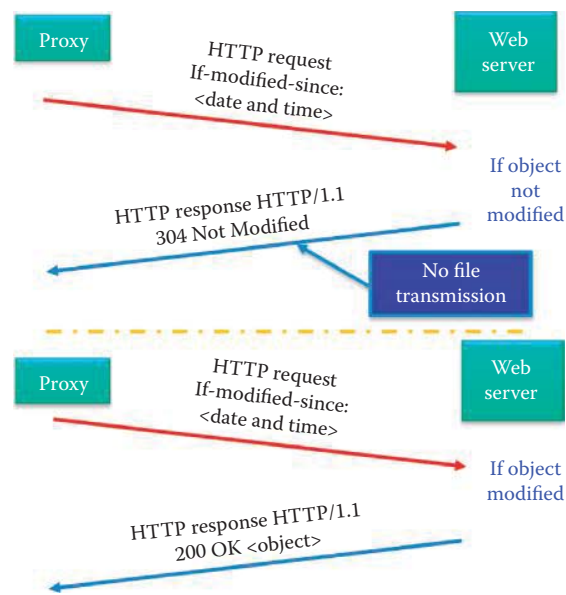 Proxy
Web
server
HTTP request
If-modified-since:
<date and time>
If object
not
modified
HTTP response HTTP/1.1
304 Not Modified
No file
transmission
Proxy
Web
server
HTTP request
If-modified-since:
<date and time>
If object
modified
HTTP response HTTP/1.1
200 OK <object>